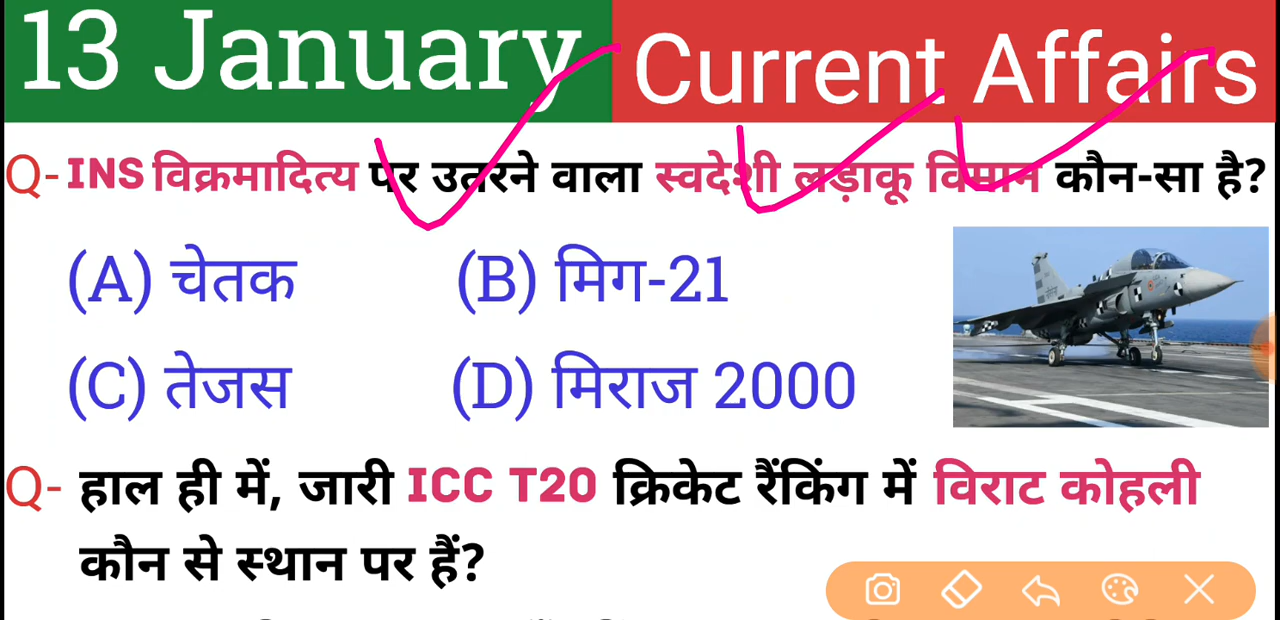 13 January Current Affairs
Q- INS विक्रमादित्य पर उतरने वाला स्वदेशी लड़ाकू विमान कौन-सा है?
(A) चेतक (B) मिग-21
(C) तेजस (D) मिराज 2000
Q- हाल ही में, जारी ICC T20 क्रिकेट रैंकिंग में विराट कोहली
कौन से स्थान पर हैं?